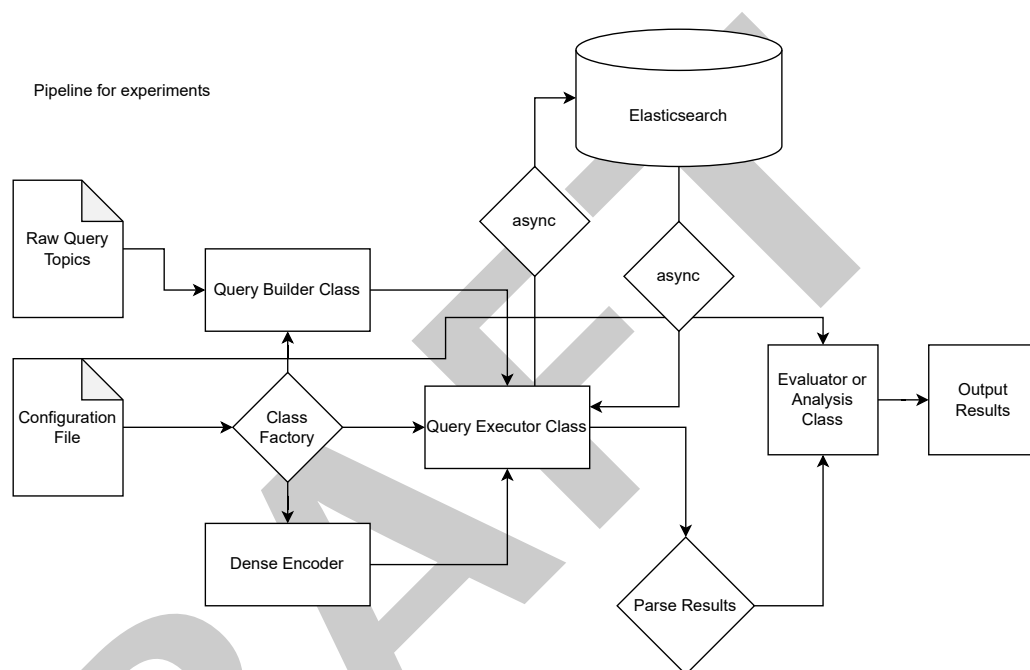 Pipeline for experiments
Elasticsearch
async
async
Raw Query
Topics
Query Builder Class
Configuration
File
Class
Factory
Query Executor Class
Evaluator or
Analysis
Class
Output
Results
Dense Encoder
Parse Results
DRAFT